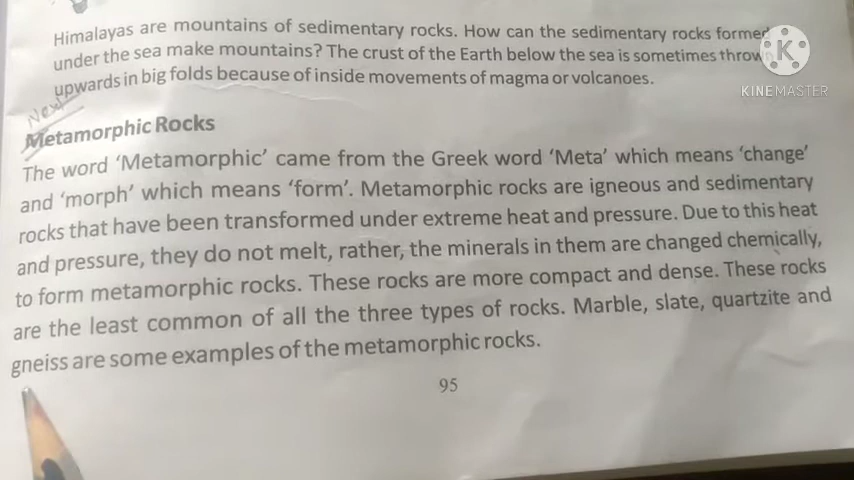 Himalayas are mountains of sedimentary rocks. How can the sedimentary rocks formed
under the sea make mountains? The crust of the Earth below the sea is sometimes thrown
upwards in big folds because of inside movements of magma or volcanoes.
KINEMASTER
Next
Metamorphic Rocks
The word 'Metamorphic' came from the Greek word 'Meta' which means 'change'
and 'morph' which means 'form'. Metamorphic rocks are igneous and sedimentary
rocks that have been transformed under extreme heat and pressure. Due to this heat
and pressure, they do not melt, rather, the minerals in them are changed chemically,
to form metamorphic rocks. These rocks are more compact and dense. These rocks
are the least common of all the three types of rocks. Marble, slate, quartzite and
gneiss are some examples of the metamorphic rocks.
95